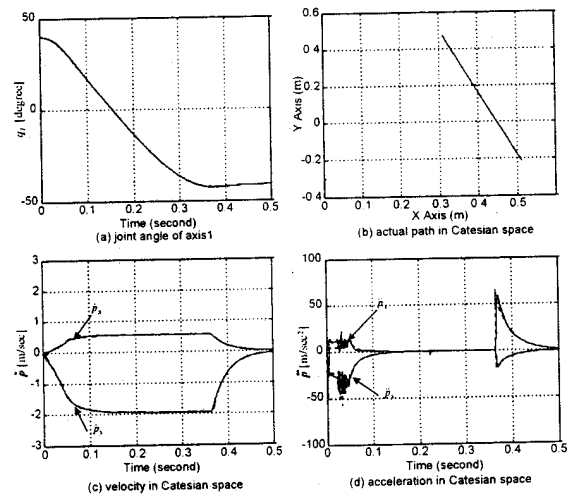 50
0
-50
q₁ [degree]
0 0.1 0.2 0.3 0.4 0.5
Time (second)
(a) joint angle of axis1
0.6
0.4
0.2
0
-0.2
-0.4
Y Axis (m)
0 0.1 0.2 0.3 0.4 0.5
X Axis (m)
(b) actual path in Catesian space
3
2
1
0
-1
-2
-3
ṗ [m/sec]
ṗₓ
ṗᵧ
0 0.1 0.2 0.3 0.4 0.5
Time (second)
(c) velocity in Catesian space
100
50
0
-50
-100
p̈ [m/sec²]
0 0.1 0.2 0.3 0.4 0.5
Time (second)
(d) acceleration in Catesian space